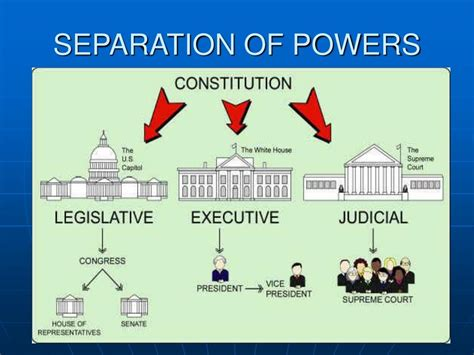 SEPARATION OF POWERS
CONSTITUTION
The
U.S
Capitol
The White House
The
Supreme
Court
LEGISLATIVE
EXECUTIVE
JUDICIAL
CONGRESS
HOUSE OF
REPRESENTATIVES
SENATE
PRESIDENT
VICE
PRESIDENT
SUPREME COURT